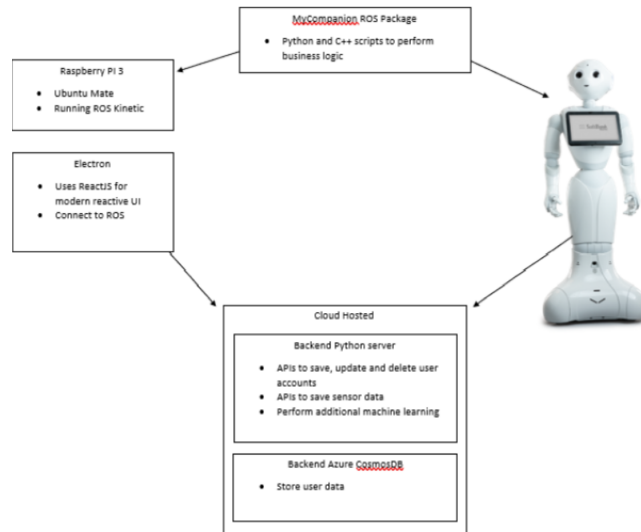 MyCompanion ROS Package
• Python and C++ scripts to perform
business logic
Raspberry PI 3
• Ubuntu Mate
• Running ROS Kinetic
Electron
• Uses ReactJS for
modern reactive UI
• Connect to ROS
SoftBank
Cloud Hosted
Backend Python server
• APIs to save, update and delete user
accounts
• APIs to save sensor data
• Perform additional machine learning
Backend Azure CosmosDB
• Store user data